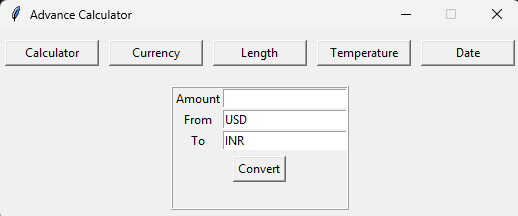 Advance Calculator
Calculator Currency Length Temperature Date
Amount
From USD
To INR
Convert